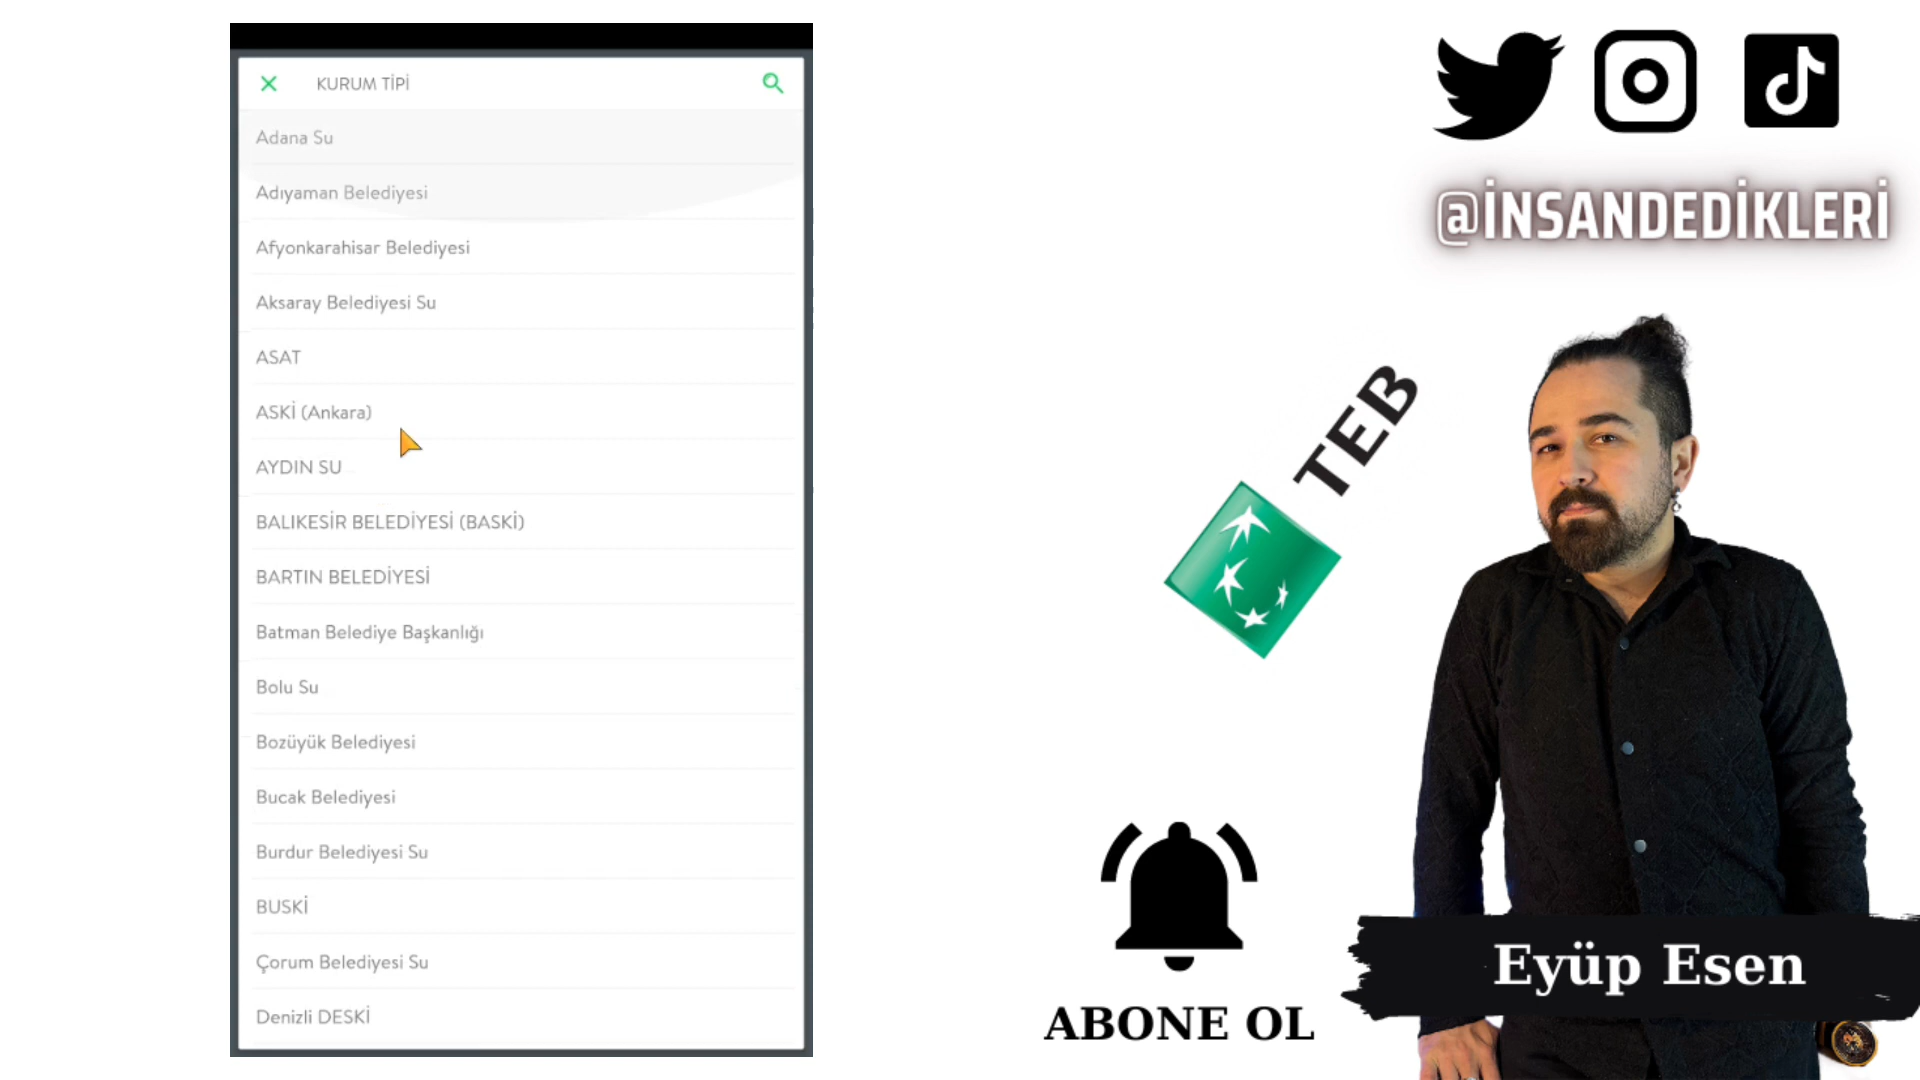 KURUM TİPİ
Adana Su
Adıyaman Belediyesi
Afyonkarahisar Belediyesi
Aksaray Belediyesi Su
ASAT
ASKİ (Ankara)
AYDIN SU
BALIKESİR BELEDİYESİ (BASKİ)
BARTIN BELEDİYESİ
Batman Belediye Başkanlığı
Bolu Su
Bozüyük Belediyesi
Bucak Belediyesi
Burdur Belediyesi Su
BUSKİ
Çorum Belediyesi Su
Denizli DESKİ
@İNSANDEDİKLERİ
TEB
ABONE OL
Eyüp Esen